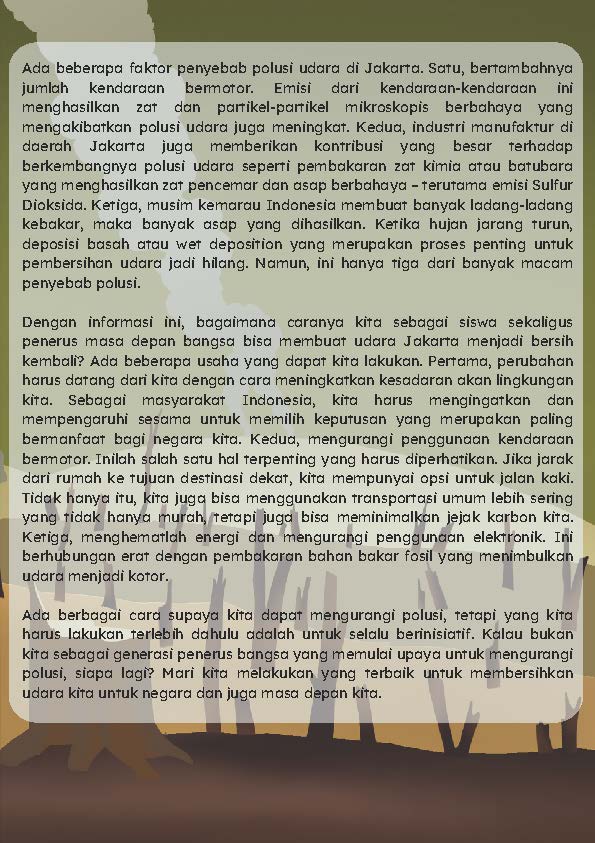 Ada beberapa faktor penyebab polusi udara di Jakarta. Satu, bertambahnya
jumlah kendaraan bermotor. Emisi dari kendaraan-kendaraan ini
menghasilkan zat dan partikel-partikel mikroskopis berbahaya yang
mengakibatkan polusi udara juga meningkat. Kedua, industri manufaktur di
daerah Jakarta juga memberikan kontribusi yang besar terhadap
berkembangnya polusi udara seperti pembakaran zat kimia atau batubara
yang menghasilkan zat pencemar dan asap berbahaya – terutama emisi Sulfur
Dioksida. Ketiga, musim kemarau Indonesia membuat banyak ladang-ladang
kebakar, maka banyak asap yang dihasilkan. Ketika hujan jarang turun,
deposisi basah atau wet deposition yang merupakan proses penting untuk
pembersihan udara jadi hilang. Namun, ini hanya tiga dari banyak macam
penyebab polusi.
Dengan informasi ini, bagaimana caranya kita sebagai siswa sekaligus
penerus masa depan bangsa bisa membuat udara Jakarta menjadi bersih
kembali? Ada beberapa usaha yang dapat kita lakukan. Pertama, perubahan
harus datang dari kita dengan cara meningkatkan kesadaran akan lingkungan
kita. Sebagai masyarakat Indonesia, kita harus mengingatkan dan
mempengaruhi sesama untuk memilih keputusan yang merupakan paling
bermanfaat bagi negara kita. Kedua, mengurangi penggunaan kendaraan
bermotor. Inilah salah satu hal terpenting yang harus diperhatikan. Jika jarak
dari rumah ke tujuan destinasi dekat, kita mempunyai opsi untuk jalan kaki.
Tidak hanya itu, kita juga bisa menggunakan transportasi umum lebih sering
yang tidak hanya murah, tetapi juga bisa meminimalkan jejak karbon kita.
Ketiga, menghematlah energi dan mengurangi penggunaan elektronik. Ini
berhubungan erat dengan pembakaran bahan bakar fosil yang menimbulkan
udara menjadi kotor.
Ada berbagai cara supaya kita dapat mengurangi polusi, tetapi yang kita
harus lakukan terlebih dahulu adalah untuk selalu berinisiatif. Kalau bukan
kita sebagai generasi penerus bangsa yang memulai upaya untuk mengurangi
polusi, siapa lagi? Mari kita melakukan yang terbaik untuk membersihkan
udara kita untuk negara dan juga masa depan kita.